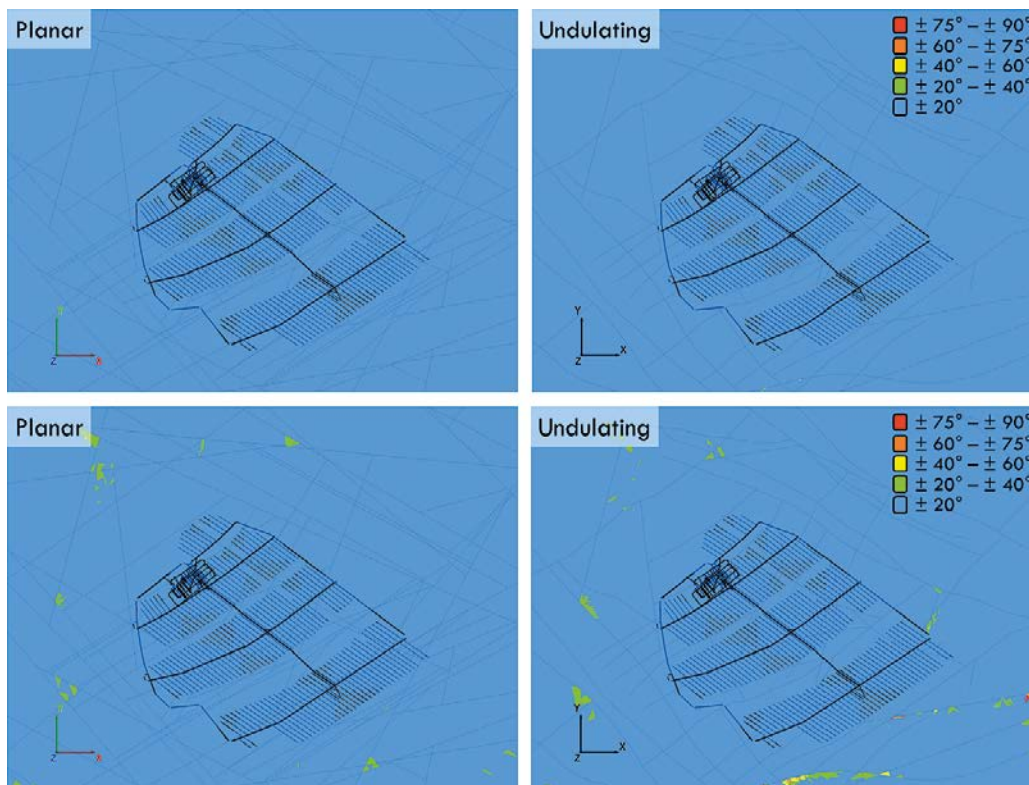 Planar
Undulating
± 75° – ± 90°
± 60° – ± 75°
± 40° – ± 60°
± 20° – ± 40°
± 20°
Y
Z
X
Y
Z
X
Planar
Undulating
± 75° – ± 90°
± 60° – ± 75°
± 40° – ± 60°
± 20° – ± 40°
± 20°
Y
Z
X
Y
Z
X